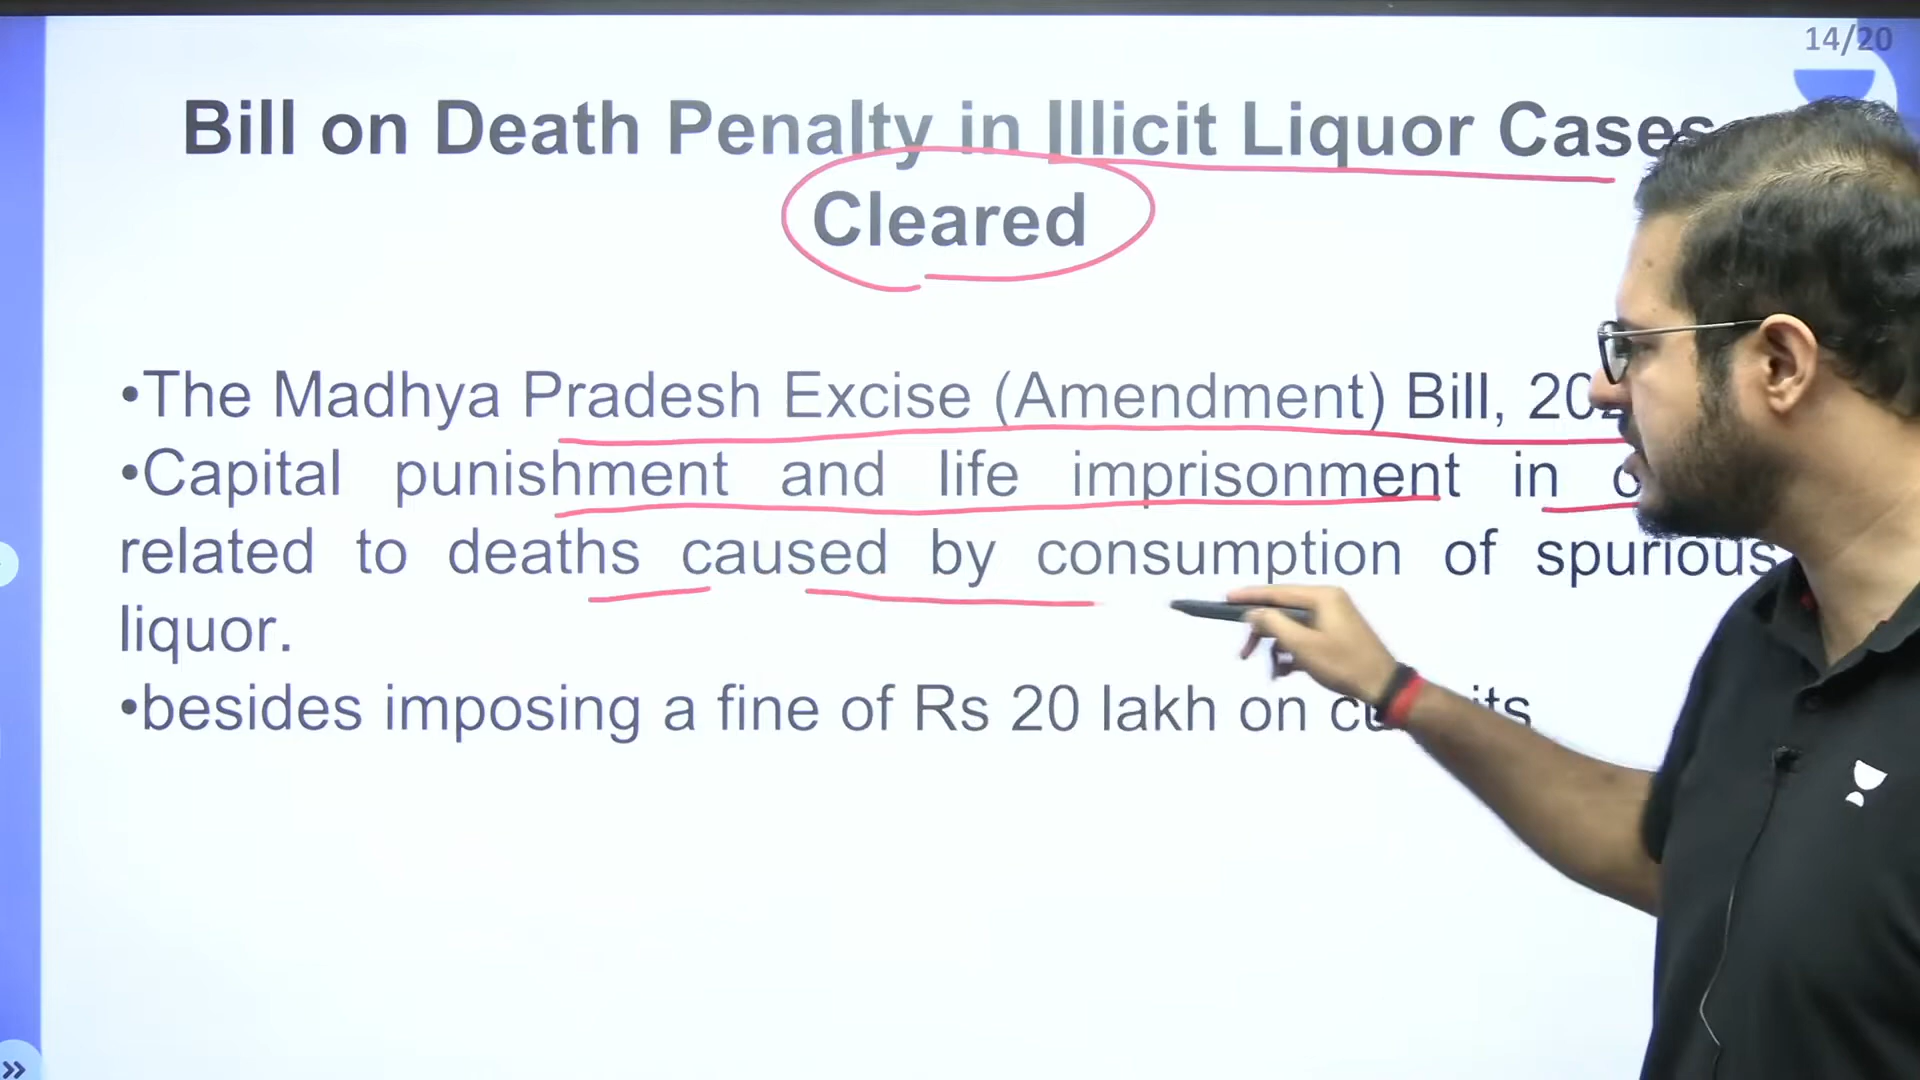 14/20
Bill on Death Penalty in Illicit Liquor Cases
Cleared
•The Madhya Pradesh Excise (Amendment) Bill,
•Capital punishment and life imprisonment in
related to deaths caused by consumption of spurious
liquor.
•besides imposing a fine of Rs 20 lakh on
»